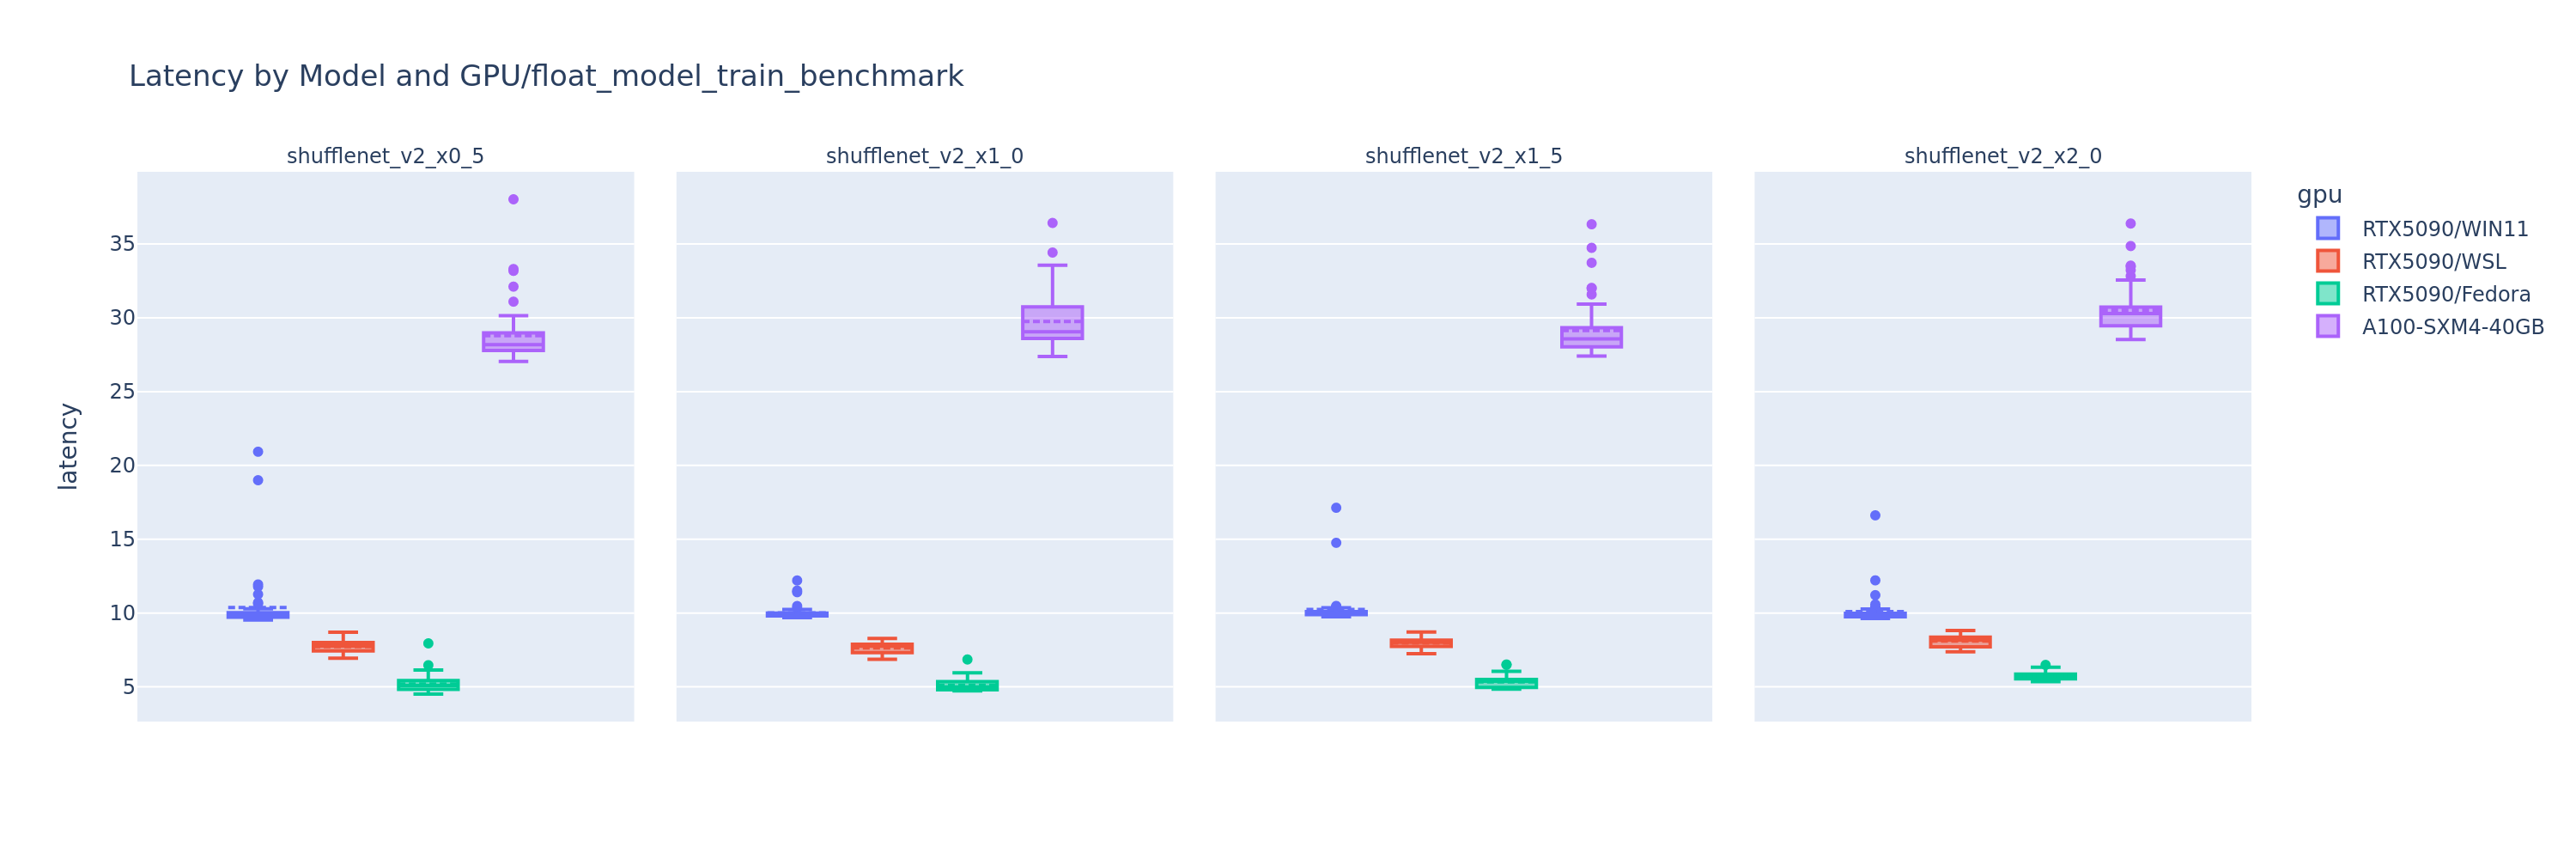 Latency by Model and GPU/float_model_train_benchmark
shufflenet_v2_x0_5
shufflenet_v2_x1_0
shufflenet_v2_x1_5
shufflenet_v2_x2_0
gpu
RTX5090/WIN11
RTX5090/WSL
RTX5090/Fedora
A100-SXM4-40GB
35
30
25
20
15
10
5
latency